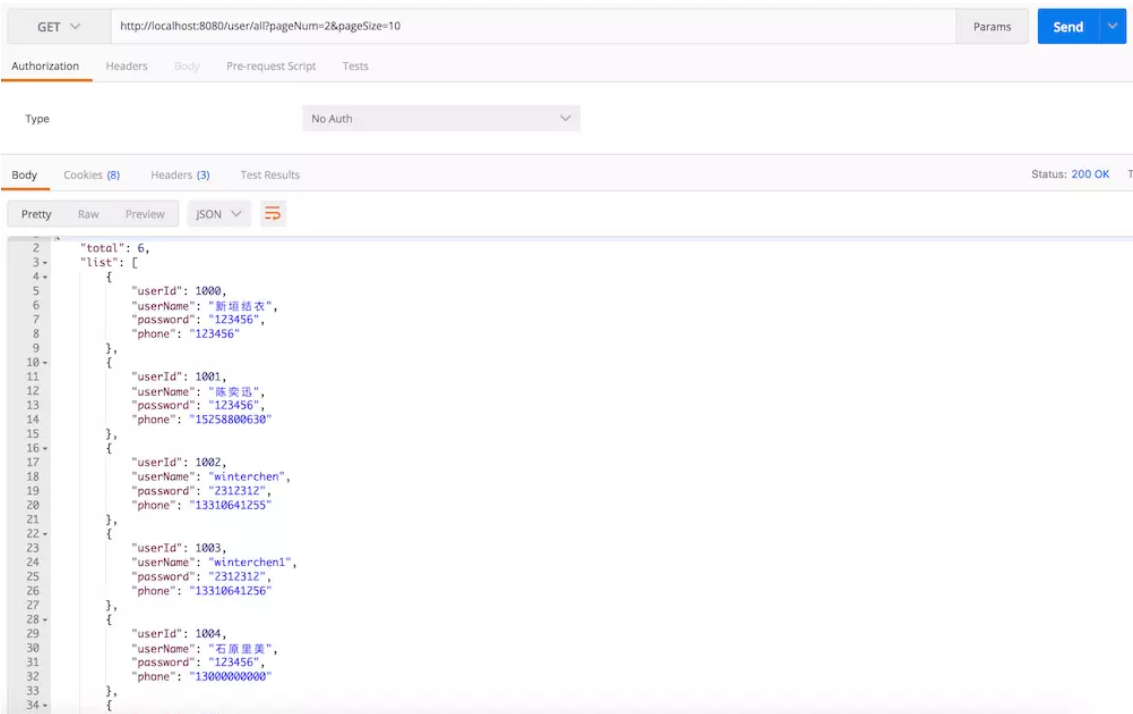 GET http://localhost:8080/user/all?pageNum=2&pageSize=10 Params Send
Authorization Headers Body Pre-request Script Tests
Type No Auth
Body Cookies (8) Headers (3) Test Results Status: 200 OK T
Pretty Raw Preview JSON
2 "total": 6,
3 "list": [
4 {
5 "userId": 1000,
6 "userName": "新垣结衣",
7 "password": "123456",
8 "phone": "123456"
9 },
10 {
11 "userId": 1001,
12 "userName": "陈奕迅",
13 "password": "123456",
14 "phone": "15258800630"
15 },
16 {
17 "userId": 1002,
18 "userName": "winterchen",
19 "password": "2312312",
20 "phone": "13310641255"
21 },
22 {
23 "userId": 1003,
24 "userName": "winterchen1",
25 "password": "2312312",
26 "phone": "13310641256"
27 },
28 {
29 "userId": 1004,
30 "userName": "石原里美",
31 "password": "123456",
32 "phone": "13000000000"
33 },
34 {